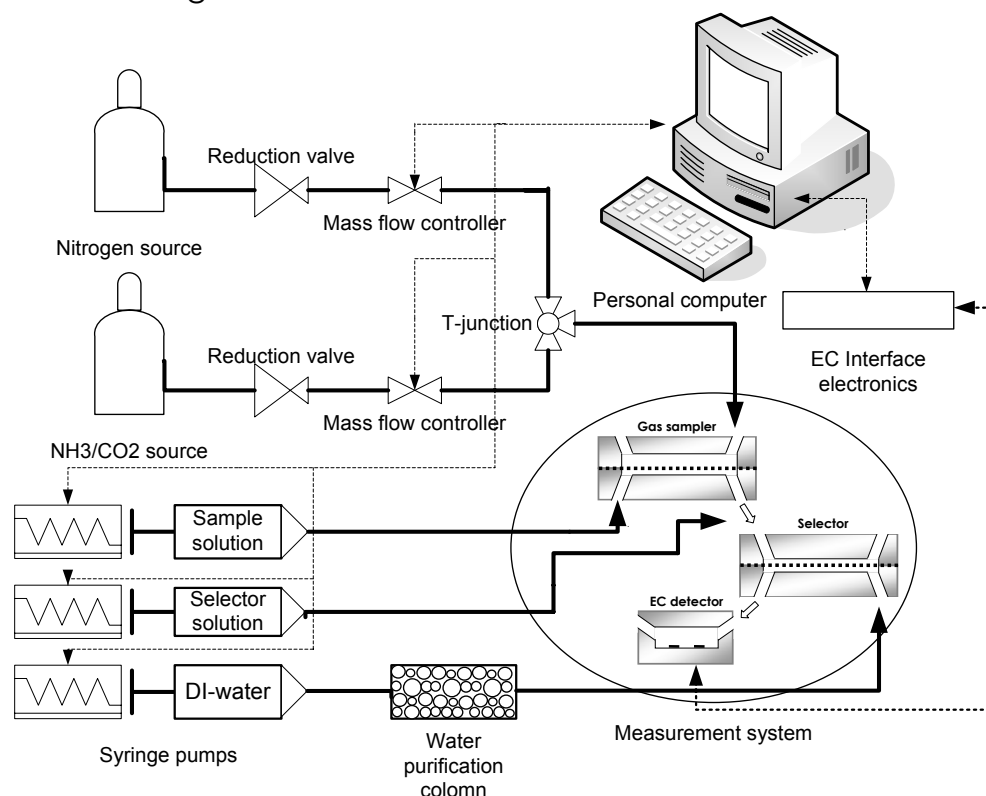 Reduction valve
Mass flow controller
Nitrogen source
Personal computer
T-junction
EC Interface
electronics
Reduction valve
Mass flow controller
NH3/CO2 source
Gas sampler
Sample
solution
Selector
Selector
solution
EC detector
DI-water
Syringe pumps
Water
purification
colomn
Measurement system